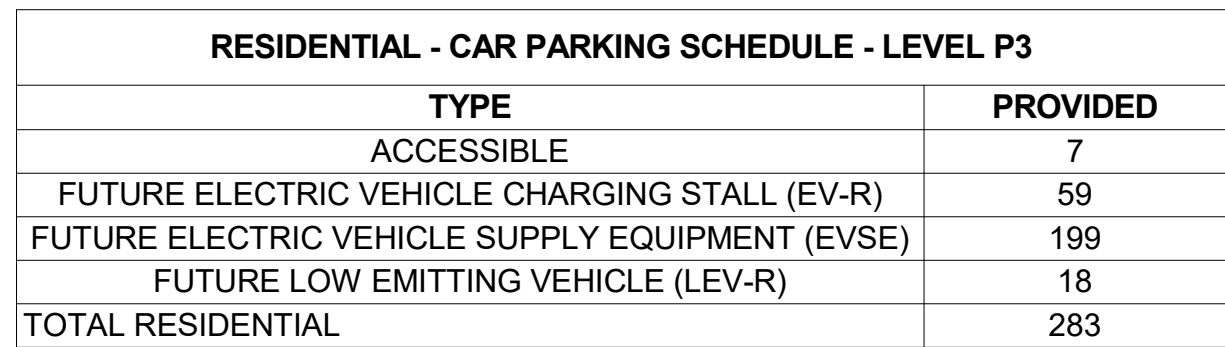 RESIDENTIAL - CAR PARKING SCHEDULE - LEVEL P3
TYPE PROVIDED
ACCESSIBLE 7
FUTURE ELECTRIC VEHICLE CHARGING STALL (EV-R) 59
FUTURE ELECTRIC VEHICLE SUPPLY EQUIPMENT (EVSE) 199
FUTURE LOW EMITTING VEHICLE (LEV-R) 18
TOTAL RESIDENTIAL 283